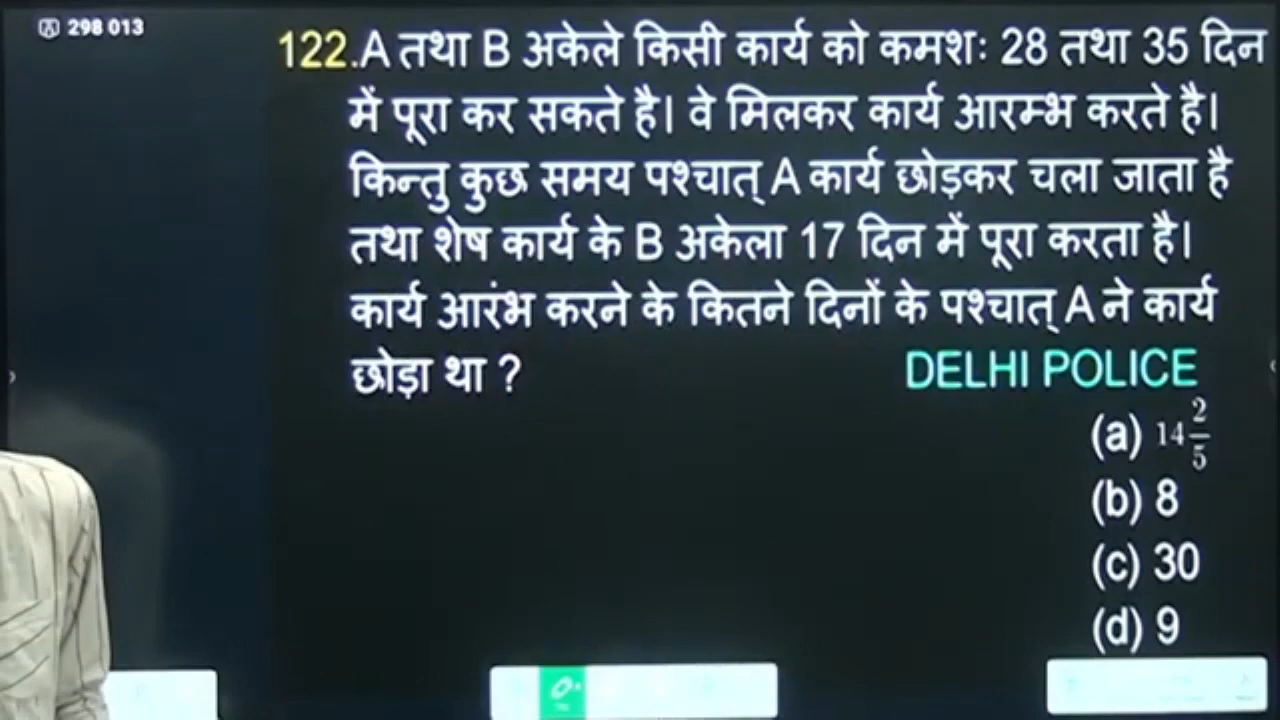 298 013
122.A तथा B अकेले किसी कार्य को कमशः 28 तथा 35 दिन
में पूरा कर सकते है। वे मिलकर कार्य आरम्भ करते है।
किन्तु कुछ समय पश्चात् A कार्य छोड़कर चला जाता है
तथा शेष कार्य के B अकेला 17 दिन में पूरा करता है।
कार्य आरंभ करने के कितने दिनों के पश्चात् A ने कार्य
छोड़ा था ?
DELHI POLICE
(a) 14 2/5
(b) 8
(c) 30
(d) 9